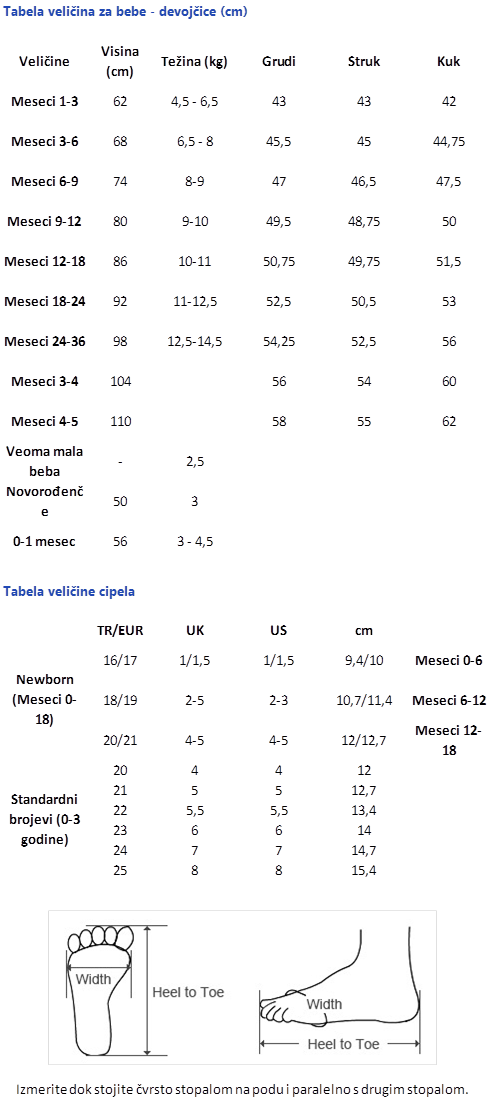 Tabela veličina za bebe - devojčice (cm)
Veličine Visina (cm) Težina (kg) Grudi Struk Kuk
Meseci 1-3 62 4,5 - 6,5 43 43 42
Meseci 3-6 68 6,5 - 8 45,5 45 44,75
Meseci 6-9 74 8-9 47 46,5 47,5
Meseci 9-12 80 9-10 49,5 48,75 50
Meseci 12-18 86 10-11 50,75 49,75 51,5
Meseci 18-24 92 11-12,5 52,5 50,5 53
Meseci 24-36 98 12,5-14,5 54,25 52,5 56
Meseci 3-4 104 56 54 60
Meseci 4-5 110 58 55 62
Veoma mala beba - 2,5
Novorođenče 50 3
0-1 mesec 56 3 - 4,5
Tabela veličine cipela
TR/EUR UK US cm
Newborn (Meseci 0-18)
16/17 1/1,5 1/1,5 9,4/10 Meseci 0-6
18/19 2-5 2-3 10,7/11,4 Meseci 6-12
20/21 4-5 4-5 12/12,7 Meseci 12-18
Standardni brojevi (0-3 godine)
20 4 4 12
21 5 5 12,7
22 5,5 5,5 13,4
23 6 6 14
24 7 7 14,7
25 8 8 15,4
Width
Heel to Toe
Width
Heel to Toe
Izmerite dok stojite čvrsto stopalom na podu i paralelno s drugim stopalom.